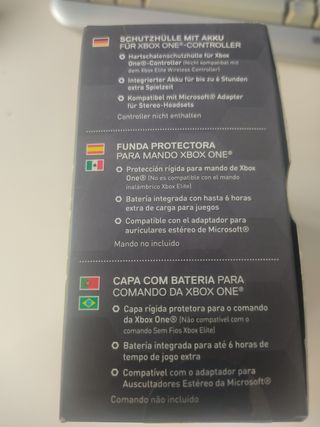 SCHUTZHÜLLE MIT AKKU
FÜR XBOX ONE®-CONTROLLER
Hartschalenschutzhülle für Xbox
One®-Controller (Nicht kompatibel mit
dem Xbox Elite Wireless Controller)
Integrierter Akku für bis zu 6 Stunden
extra Spielzeit
Kompatibel mit Microsoft® Adapter
für Stereo-Headsets
Controller nicht enthalten
FUNDA PROTECTORA
PARA MANDO XBOX ONE®
Protección rígida para mando de Xbox
One® (No es compatible con el mando
inalámbrico Xbox Elite)
Batería integrada con hasta 6 horas
extra de carga para juegos
Compatible con el adaptador para
auriculares estéreo de Microsoft®
Mando no incluido
CAPA COM BATERIA PARA
COMANDO DA XBOX ONE®
Capa rígida protetora para o comando
da Xbox One® (Não compatível com o
comando Sem Fios Xbox Elite)
Bateria integrada para até 6 horas de
tempo de jogo extra
Compatível com o adaptador para
Auscultadores Estéreo da Microsoft®
Comando não incluído